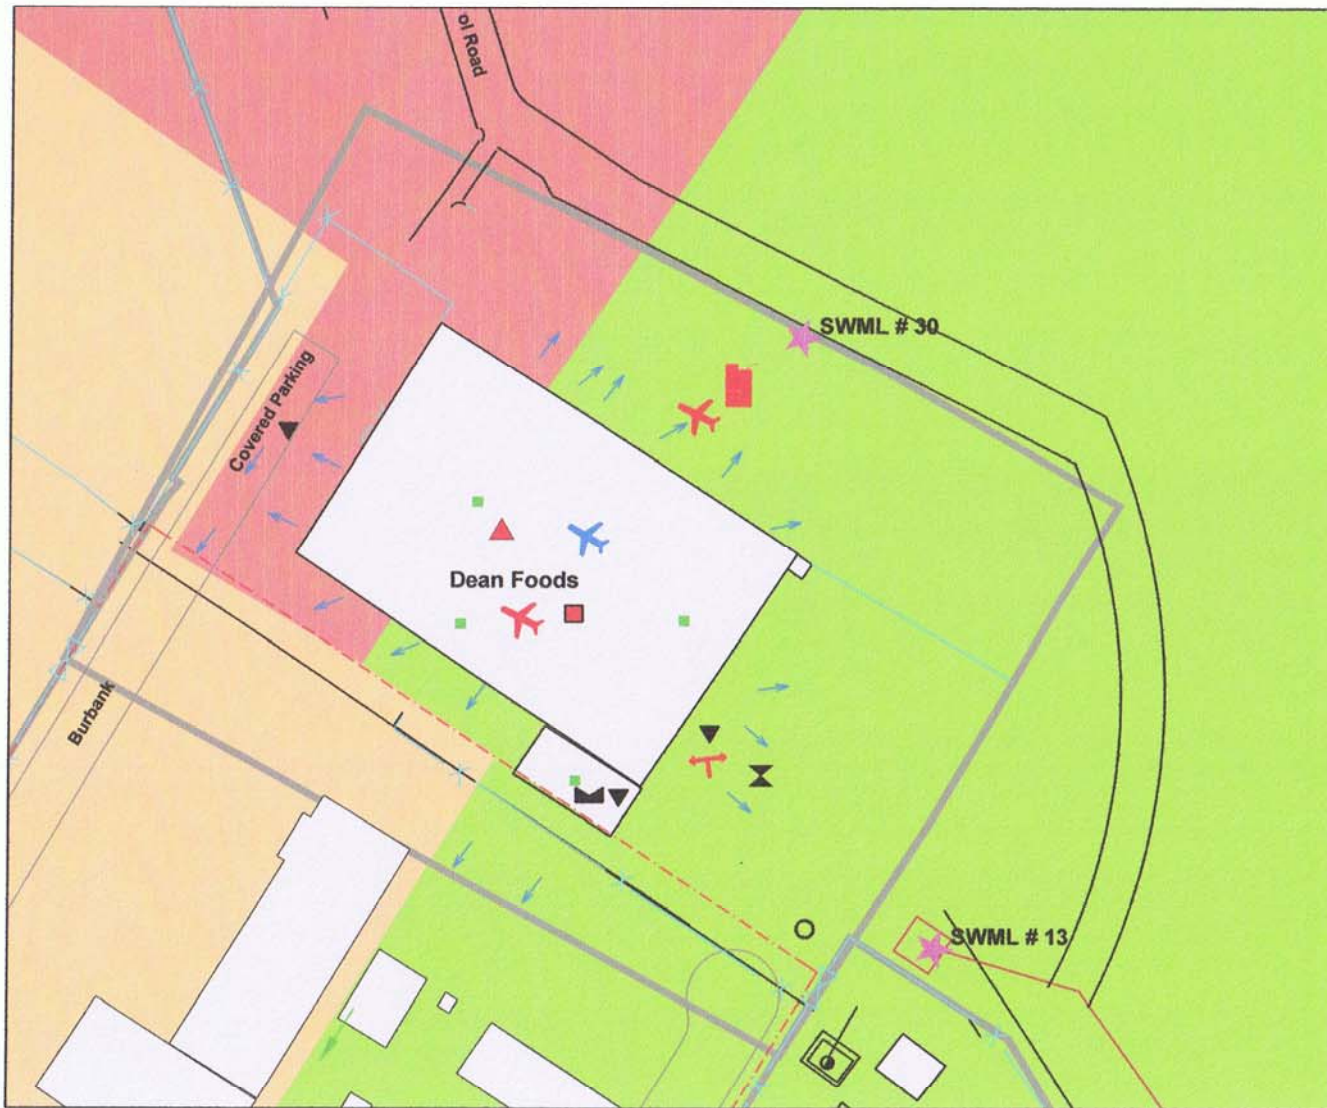 ol Road
SWML # 30
Covered Parking
Dean Foods
Burbank
SWML # 13